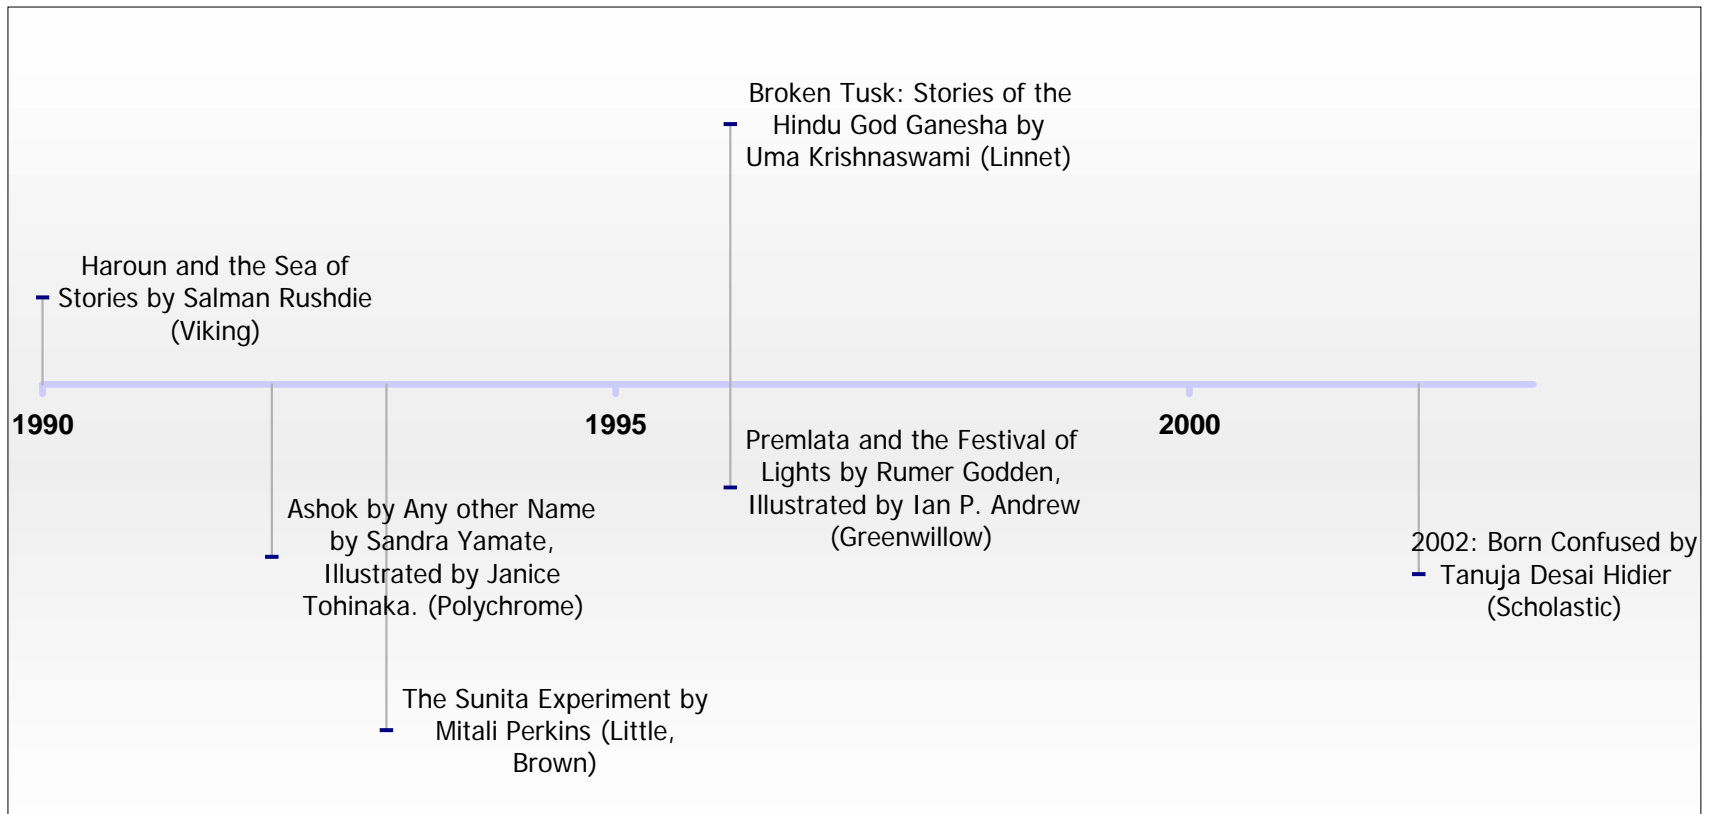 Broken Tusk: Stories of the
Hindu God Ganesha by
Uma Krishnaswami (Linnet)
Haroun and the Sea of
Stories by Salman Rushdie
(Viking)
1990
1995
2000
Premlata and the Festival of
Lights by Rumer Godden,
Illustrated by Ian P. Andrew
(Greenwillow)
Ashok by Any other Name
by Sandra Yamate,
Illustrated by Janice
Tohinaka. (Polychrome)
2002: Born Confused by
Tanuja Desai Hidier
(Scholastic)
The Sunita Experiment by
Mitali Perkins (Little,
Brown)